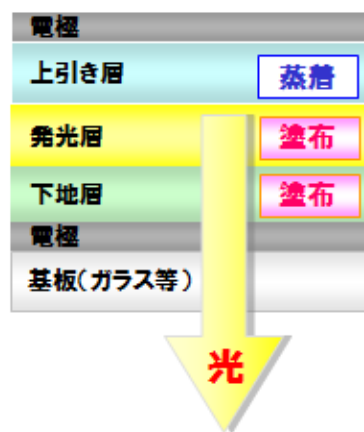 電極
上引き層 蒸着
発光層 塗布
下地層 塗布
電極
基板(ガラス等)
光